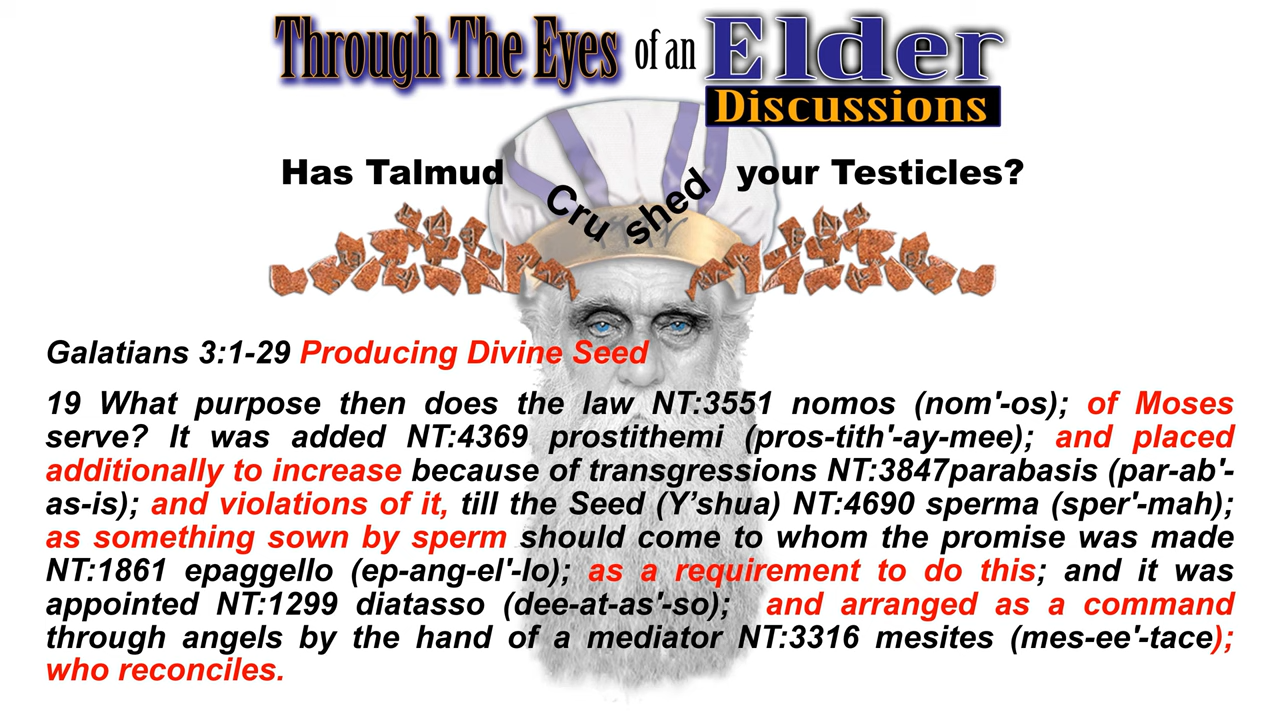 Through The Eyes of an Elder
Discussions
Has Talmud Crushed your Testicles?
Galatians 3:1-29 Producing Divine Seed
19 What purpose then does the law NT:3551 nomos (nom'-os); of Moses
serve? It was added NT:4369 prostithemi (pros-tith'-ay-mee); and placed
additionally to increase because of transgressions NT:3847parabasis (par-ab'-
as-is); and violations of it, till the Seed (Y’shua) NT:4690 sperma (sper'-mah);
as something sown by sperm should come to whom the promise was made
NT:1861 epaggello (ep-ang-el'-lo); as a requirement to do this; and it was
appointed NT:1299 diatasso (dee-at-as'-so); and arranged as a command
through angels by the hand of a mediator NT:3316 mesites (mes-ee'-tace);
who reconciles.